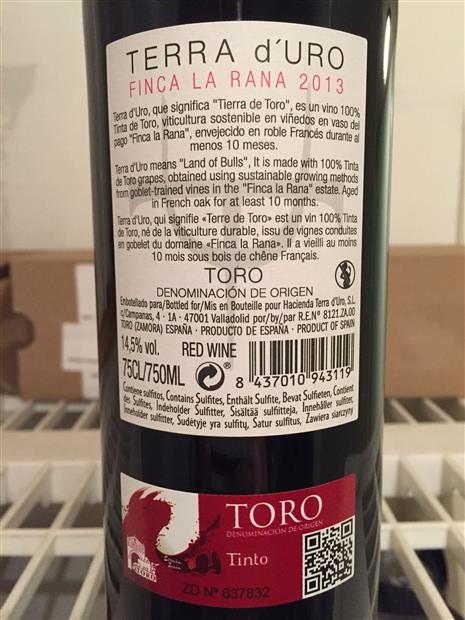 TERRA d'URO
FINCA LA RANA 2013
Terra d'Uro, que significa "Tierra de Toro", es un vino 100%
Tinta de Toro, viticultura sostenible en viñedos en vaso del
pago "Finca la Rana", envejecido en roble Francés durante al
menos 10 meses.
Terra d'Uro means "Land of Bulls", It is made with 100% Tinta
de Toro grapes, obtained using sustainable growing methods
from goblet-trained vines in the "Finca la Rana" estate. Aged
in French oak for at least 10 months.
Terra d'Uro, qui signifie «Terre de Toro» est un vin 100% Tinta
de Toro, né de la viticulture durable, issu de vignes conduites
en gobelet du domaine «Finca la Rana». Il a vieilli au moins
10 mois sous bois de chêne Français.
TORO
DENOMINACIÓN DE ORIGEN
Embotellado para/Bottled for/Mis en Bouteille pour Hacienda Terra d'Uro, S.L.
c/Campanas, 4 - 1A - 47001 Valladolid por/by/par R.E.Nº 8121.ZA.00
TORO (ZAMORA) ESPAÑA · PRODUCTO DE ESPAÑA · PRODUCT OF SPAIN
14,5% vol. RED WINE
75CL/750ML
8 437010 943119
Contiene sulfitos, Contains Sulfites, Enthält Sulfite, Bevat Sulfieten, Contient
des Sulfites, Indeholder Sulfitter, Sisältää sulfiitteja, Innehåller sulfiter,
Inneholder sulfitter, Sudėtyje yra sulfitų, Satur sulfītus, Zawiera siarczyny
TORO
DENOMINACIÓN DE ORIGEN
Tinto
TORO
ZD Nº 637832